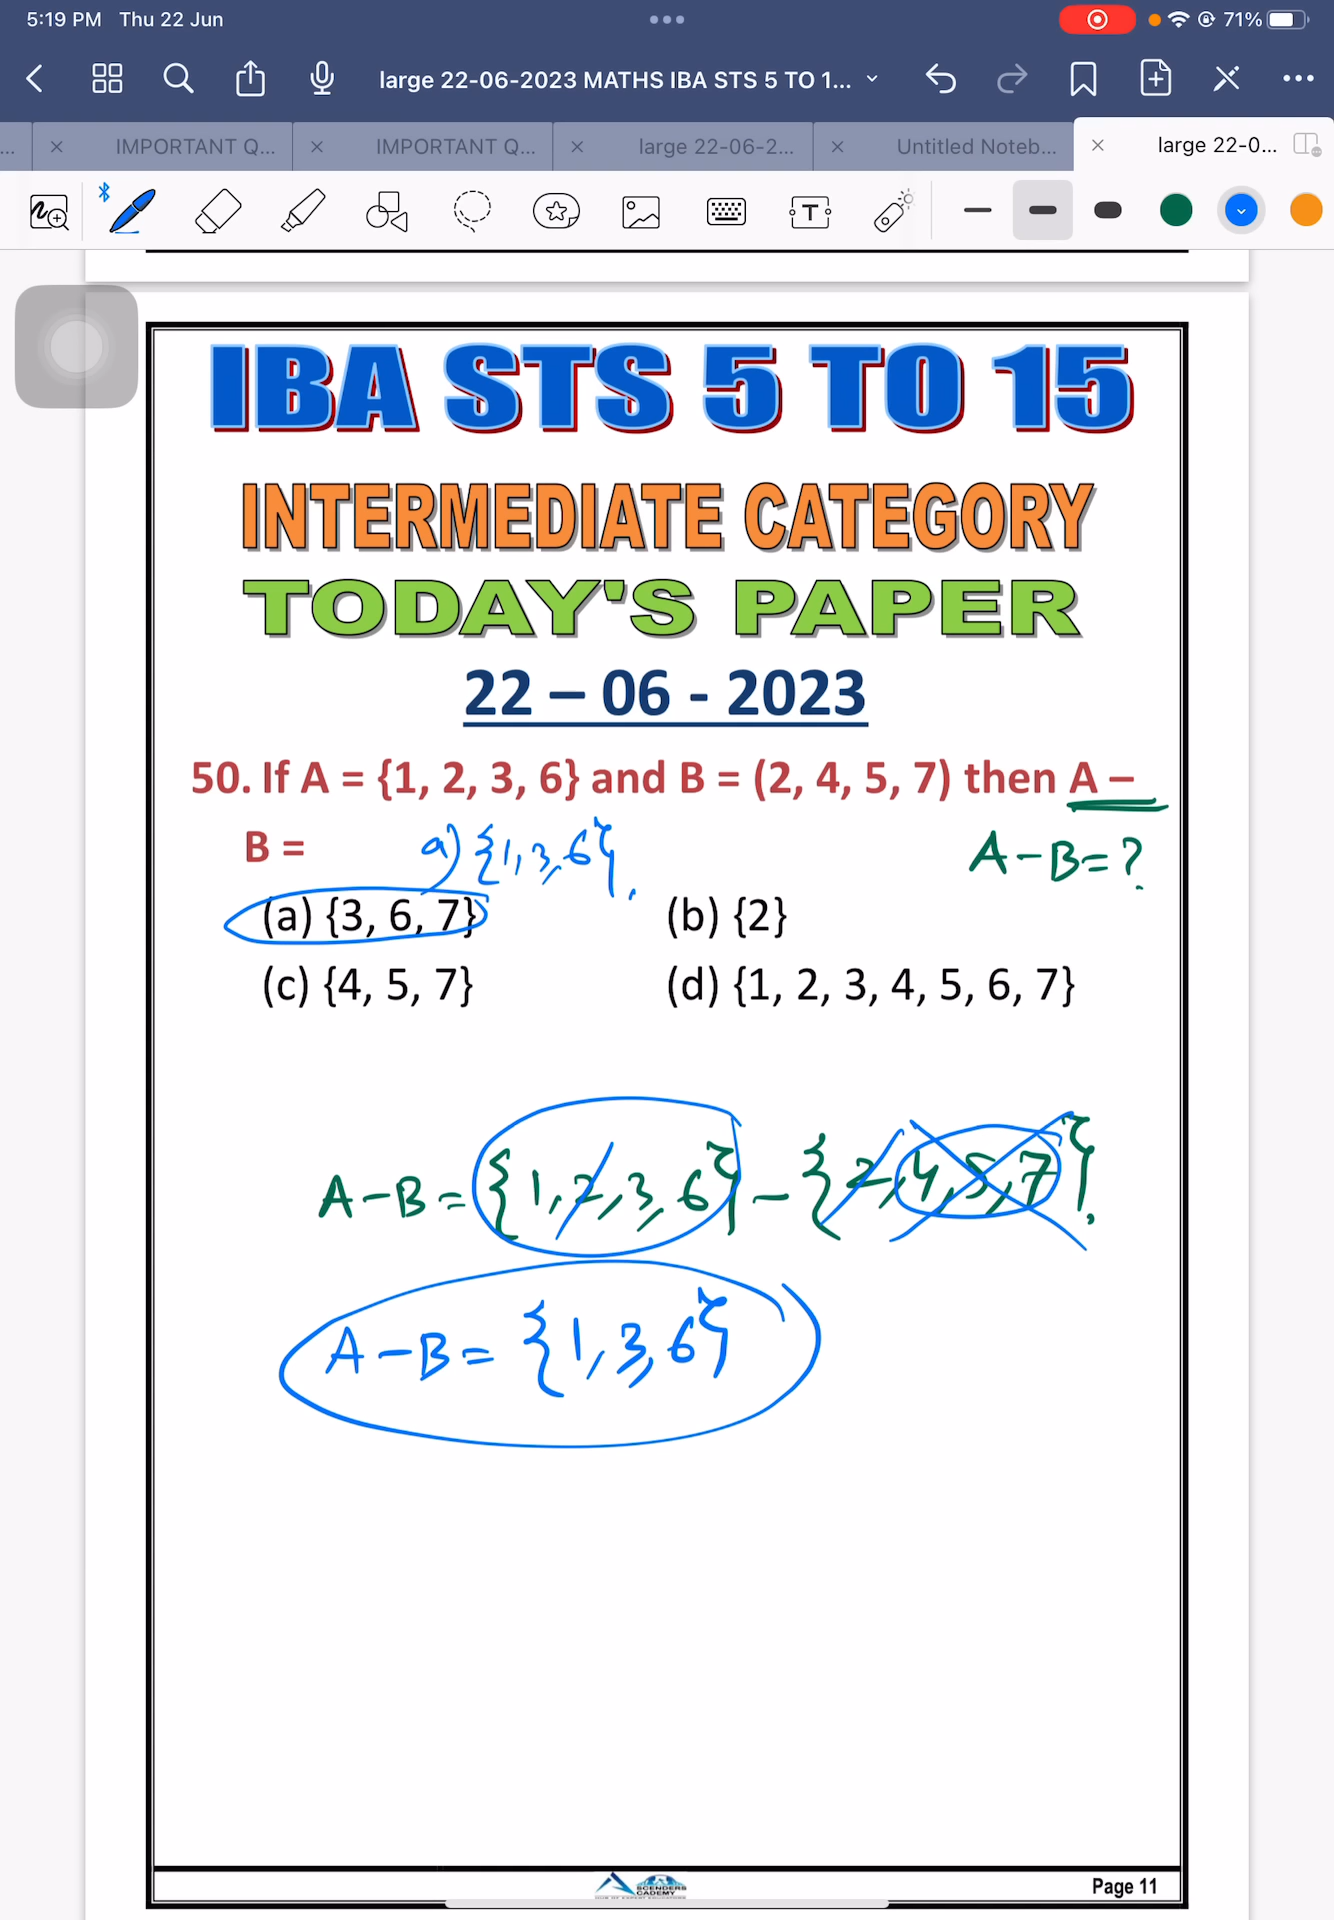 5:19 PM Thu 22 Jun
71%
large 22-06-2023 MATHS IBA STS 5 TO 1...
... IMPORTANT Q... IMPORTANT Q... large 22-06-2... Untitled Noteb... large 22-0...
IBA STS 5 TO 15
INTERMEDIATE CATEGORY
TODAY'S PAPER
22 – 06 - 2023
50. If A = {1, 2, 3, 6} and B = (2, 4, 5, 7) then A –
B = a) {1,3,6}. A-B=?
(a) {3, 6, 7} (b) {2}
(c) {4, 5, 7} (d) {1, 2, 3, 4, 5, 6, 7}
A-B= {1,2,3,6} - {2,4,5,7}.
A-B= {1,3,6}
SCENDERS
CADEMY
Page 11